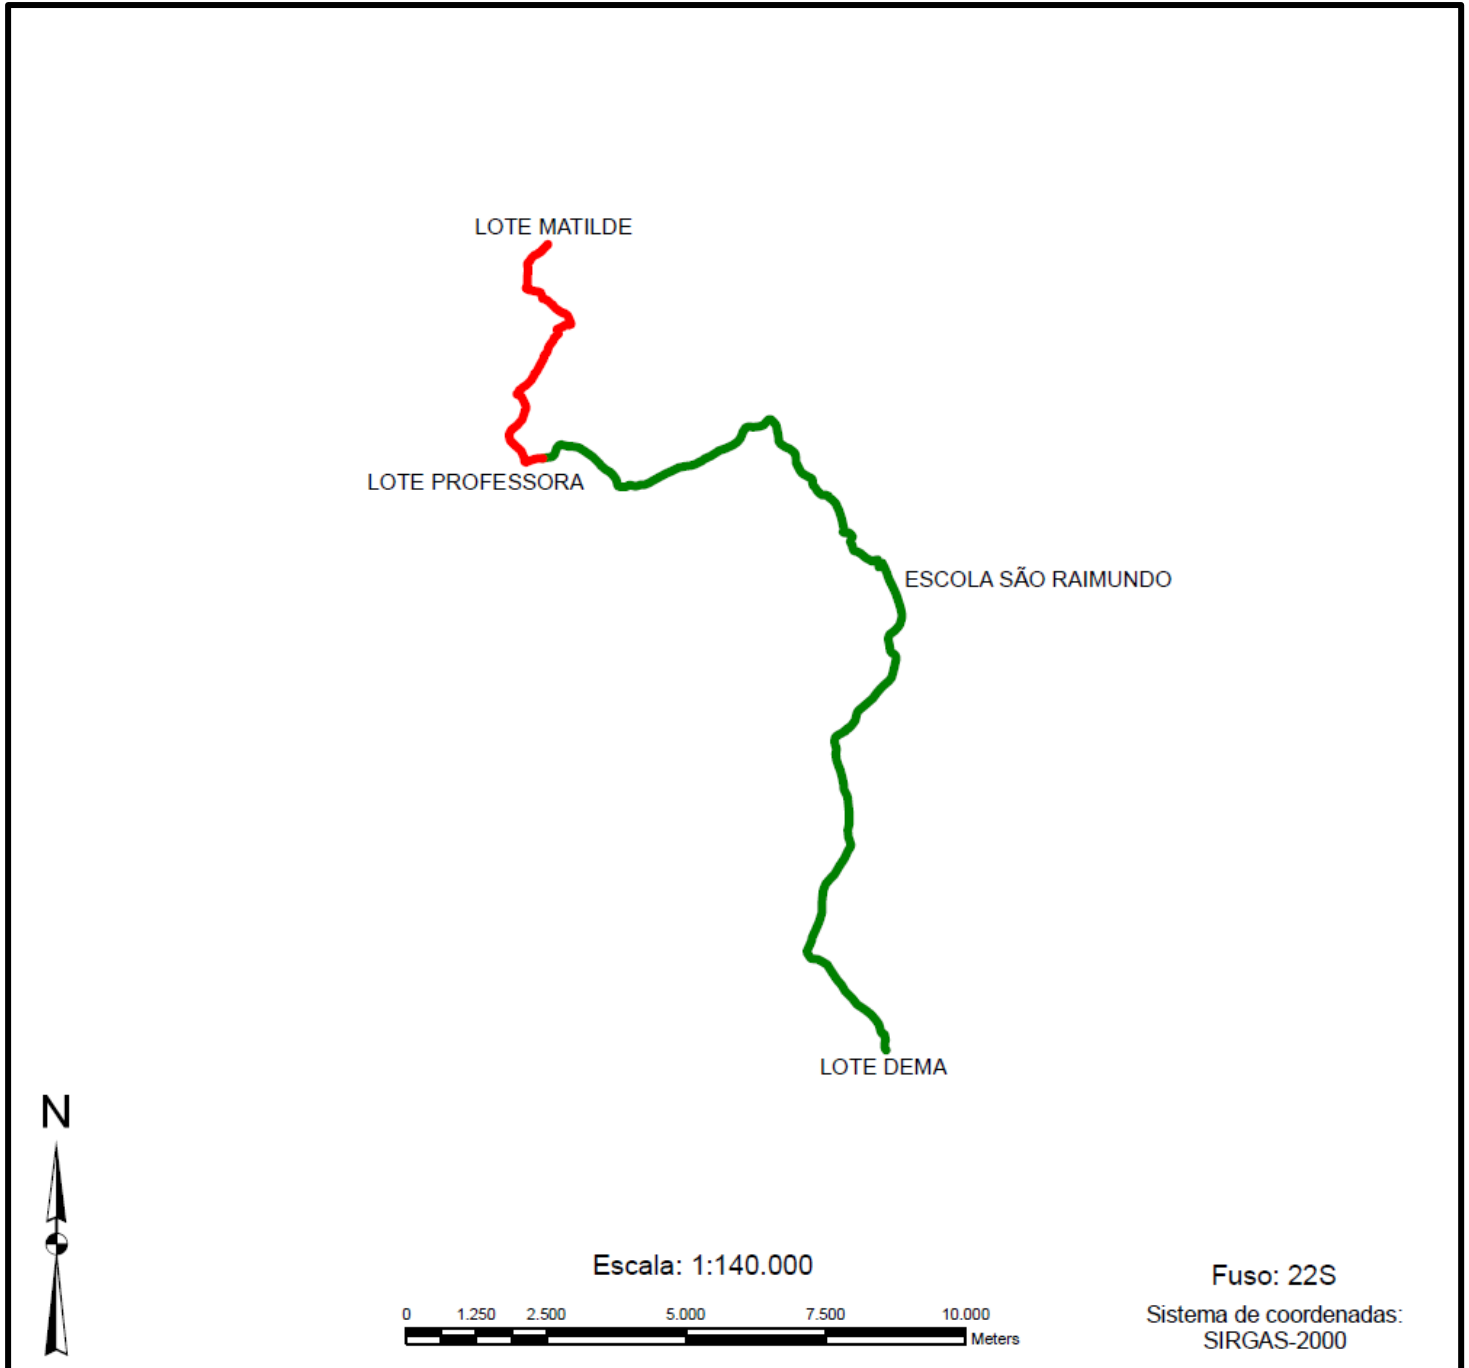 LOTE MATILDE
LOTE PROFESSORA
ESCOLA SÃO RAIMUNDO
LOTE DEMA
N
Escala: 1:140.000
0 1.250 2.500 5.000 7.500 10.000
Meters
Fuso: 22S
Sistema de coordenadas:
SIRGAS-2000